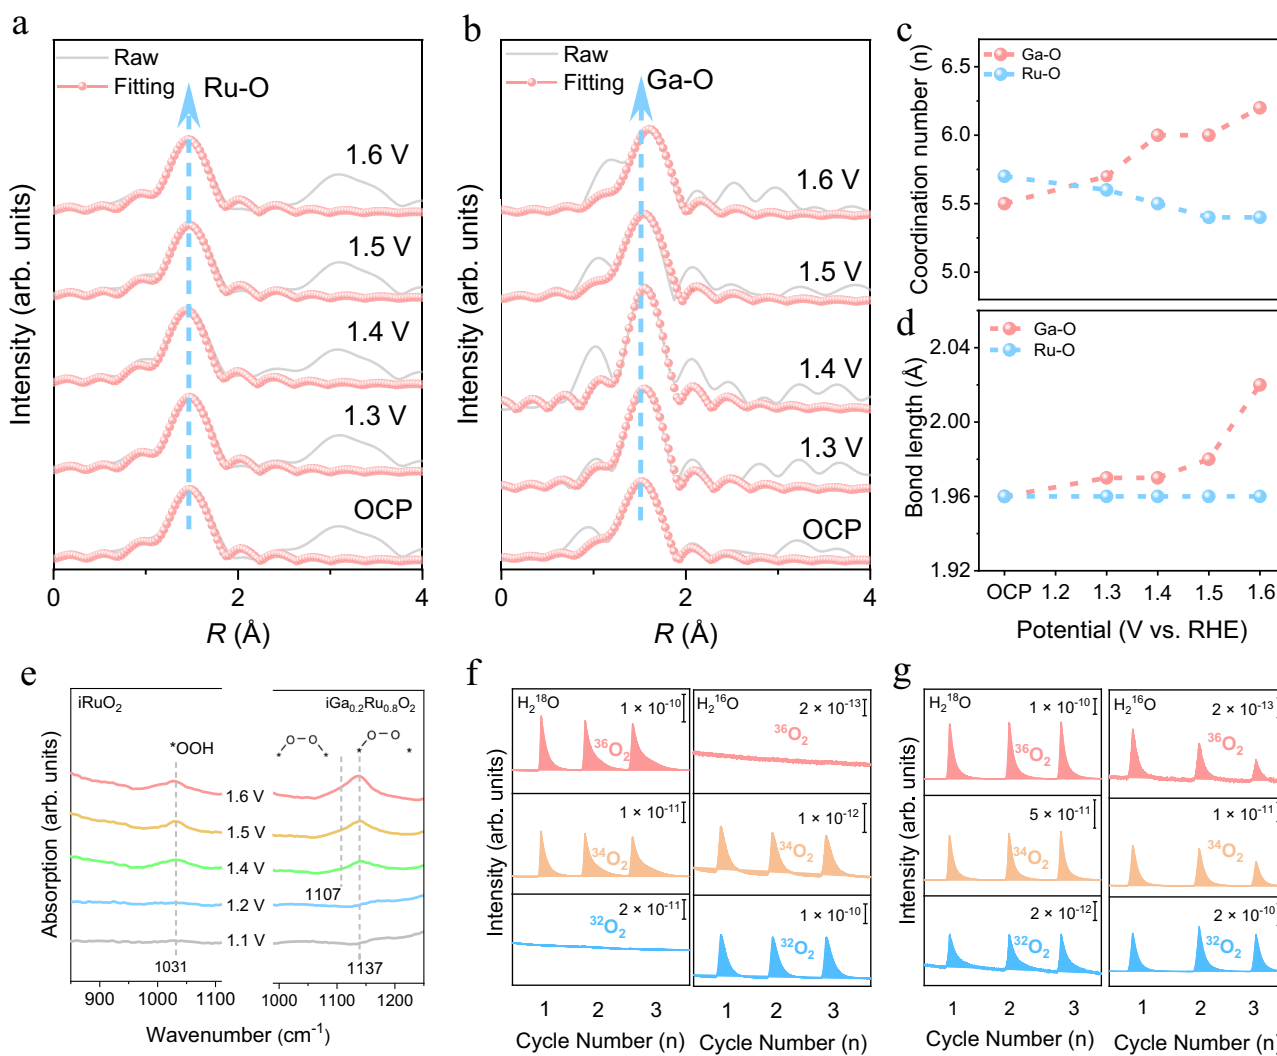 a
Raw
Fitting
Ru-O
1.6 V
1.5 V
1.4 V
1.3 V
OCP
Intensity (arb. units)
0 2 4
R (Å)
b
Raw
Fitting
Ga-O
1.6 V
1.5 V
1.4 V
1.3 V
OCP
Intensity (arb. units)
0 2 4
R (Å)
c
Ga-O
Ru-O
6.5
6.0
5.5
5.0
Coordination number (n)
d
Ga-O
Ru-O
2.04
2.00
1.96
1.92
Bond length (Å)
OCP 1.2 1.3 1.4 1.5 1.6
Potential (V vs. RHE)
e
iRuO₂
iGa₀.₂Ru₀.₈O₂
*OOH
O O
* *
O O
* *
1.6 V
1.5 V
1.4 V
1.2 V
1.1 V
1107
1031
1137
Absorption (arb. units)
900 1000 1100 1000 1100 1200
Wavenumber (cm⁻¹)
f
H₂¹⁸O
1 × 10⁻¹⁰
³⁶O₂
1 × 10⁻¹¹
³⁴O₂
2 × 10⁻¹¹
³²O₂
H₂¹⁶O
2 × 10⁻¹³
³⁶O₂
1 × 10⁻¹²
³⁴O₂
1 × 10⁻¹⁰
³²O₂
Intensity (arb. units)
1 2 3 1 2 3
Cycle Number (n) Cycle Number (n)
g
H₂¹⁸O
1 × 10⁻¹⁰
³⁶O₂
5 × 10⁻¹¹
³⁴O₂
2 × 10⁻¹²
³²O₂
H₂¹⁶O
2 × 10⁻¹³
³⁶O₂
1 × 10⁻¹¹
³⁴O₂
2 × 10⁻¹⁰
³²O₂
Intensity (arb. units)
1 2 3 1 2 3
Cycle Number (n) Cycle Number (n)